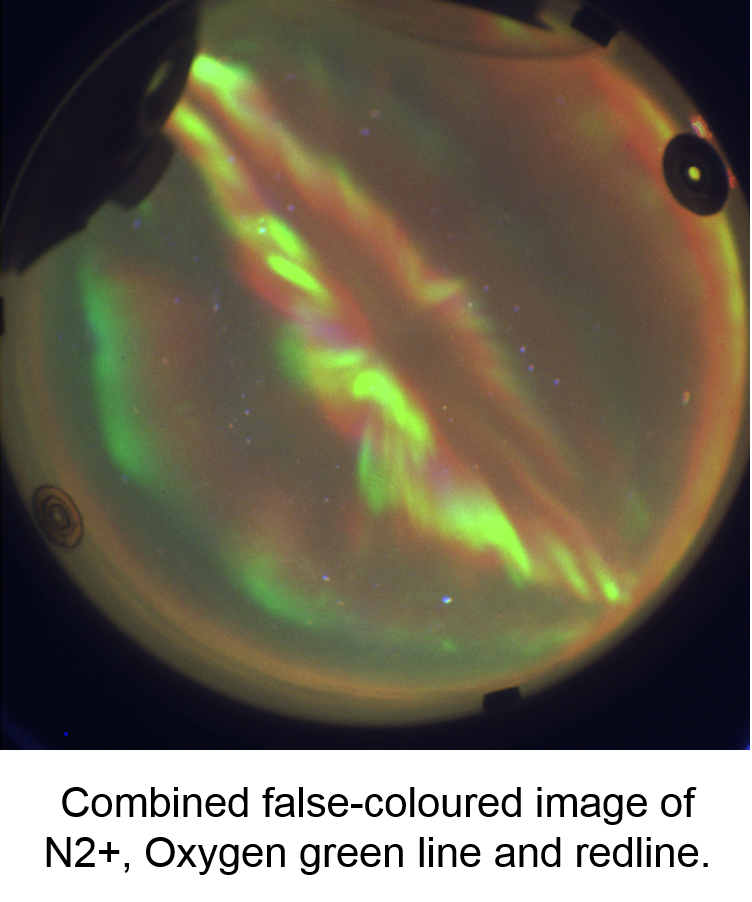 Combined false-coloured image of
N2+, Oxygen green line and redline.